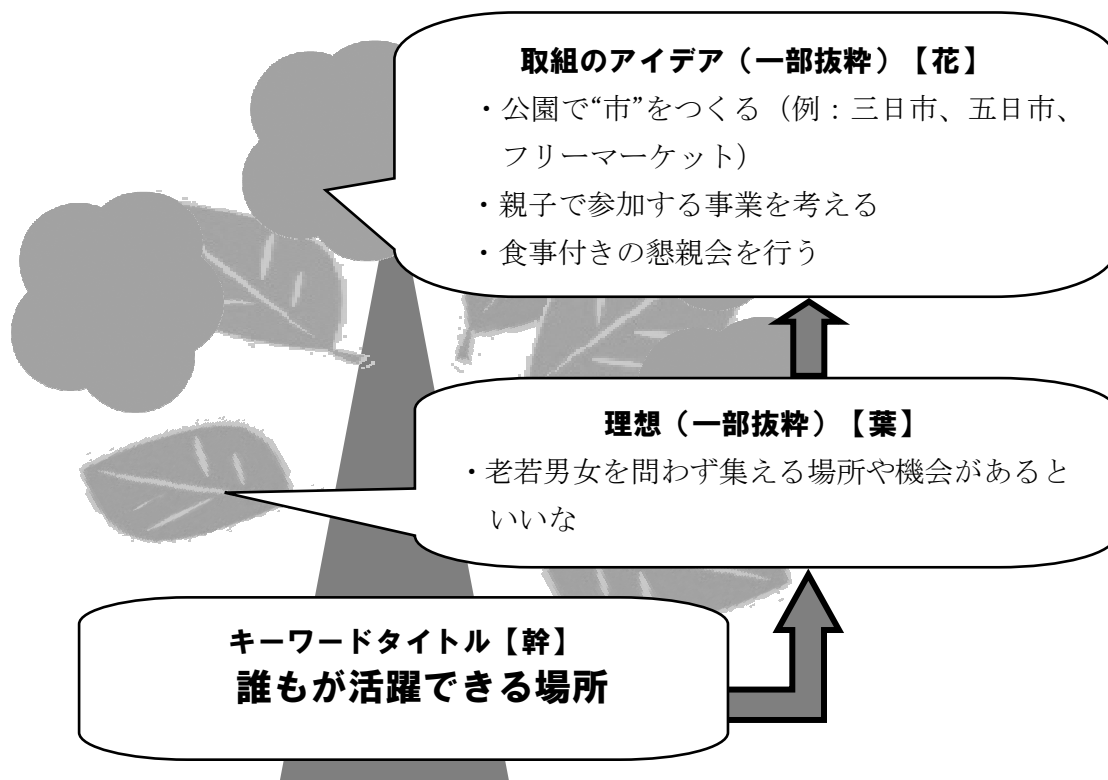 取組のアイデア（一部抜粋）【花】
・公園で“市”をつくる（例：三日市、五日市、
フリーマーケット）
・親子で参加する事業を考える
・食事付きの懇親会を行う
理想（一部抜粋）【葉】
・老若男女を問わず集える場所や機会があると
いいな
キーワードタイトル【幹】
誰もが活躍できる場所